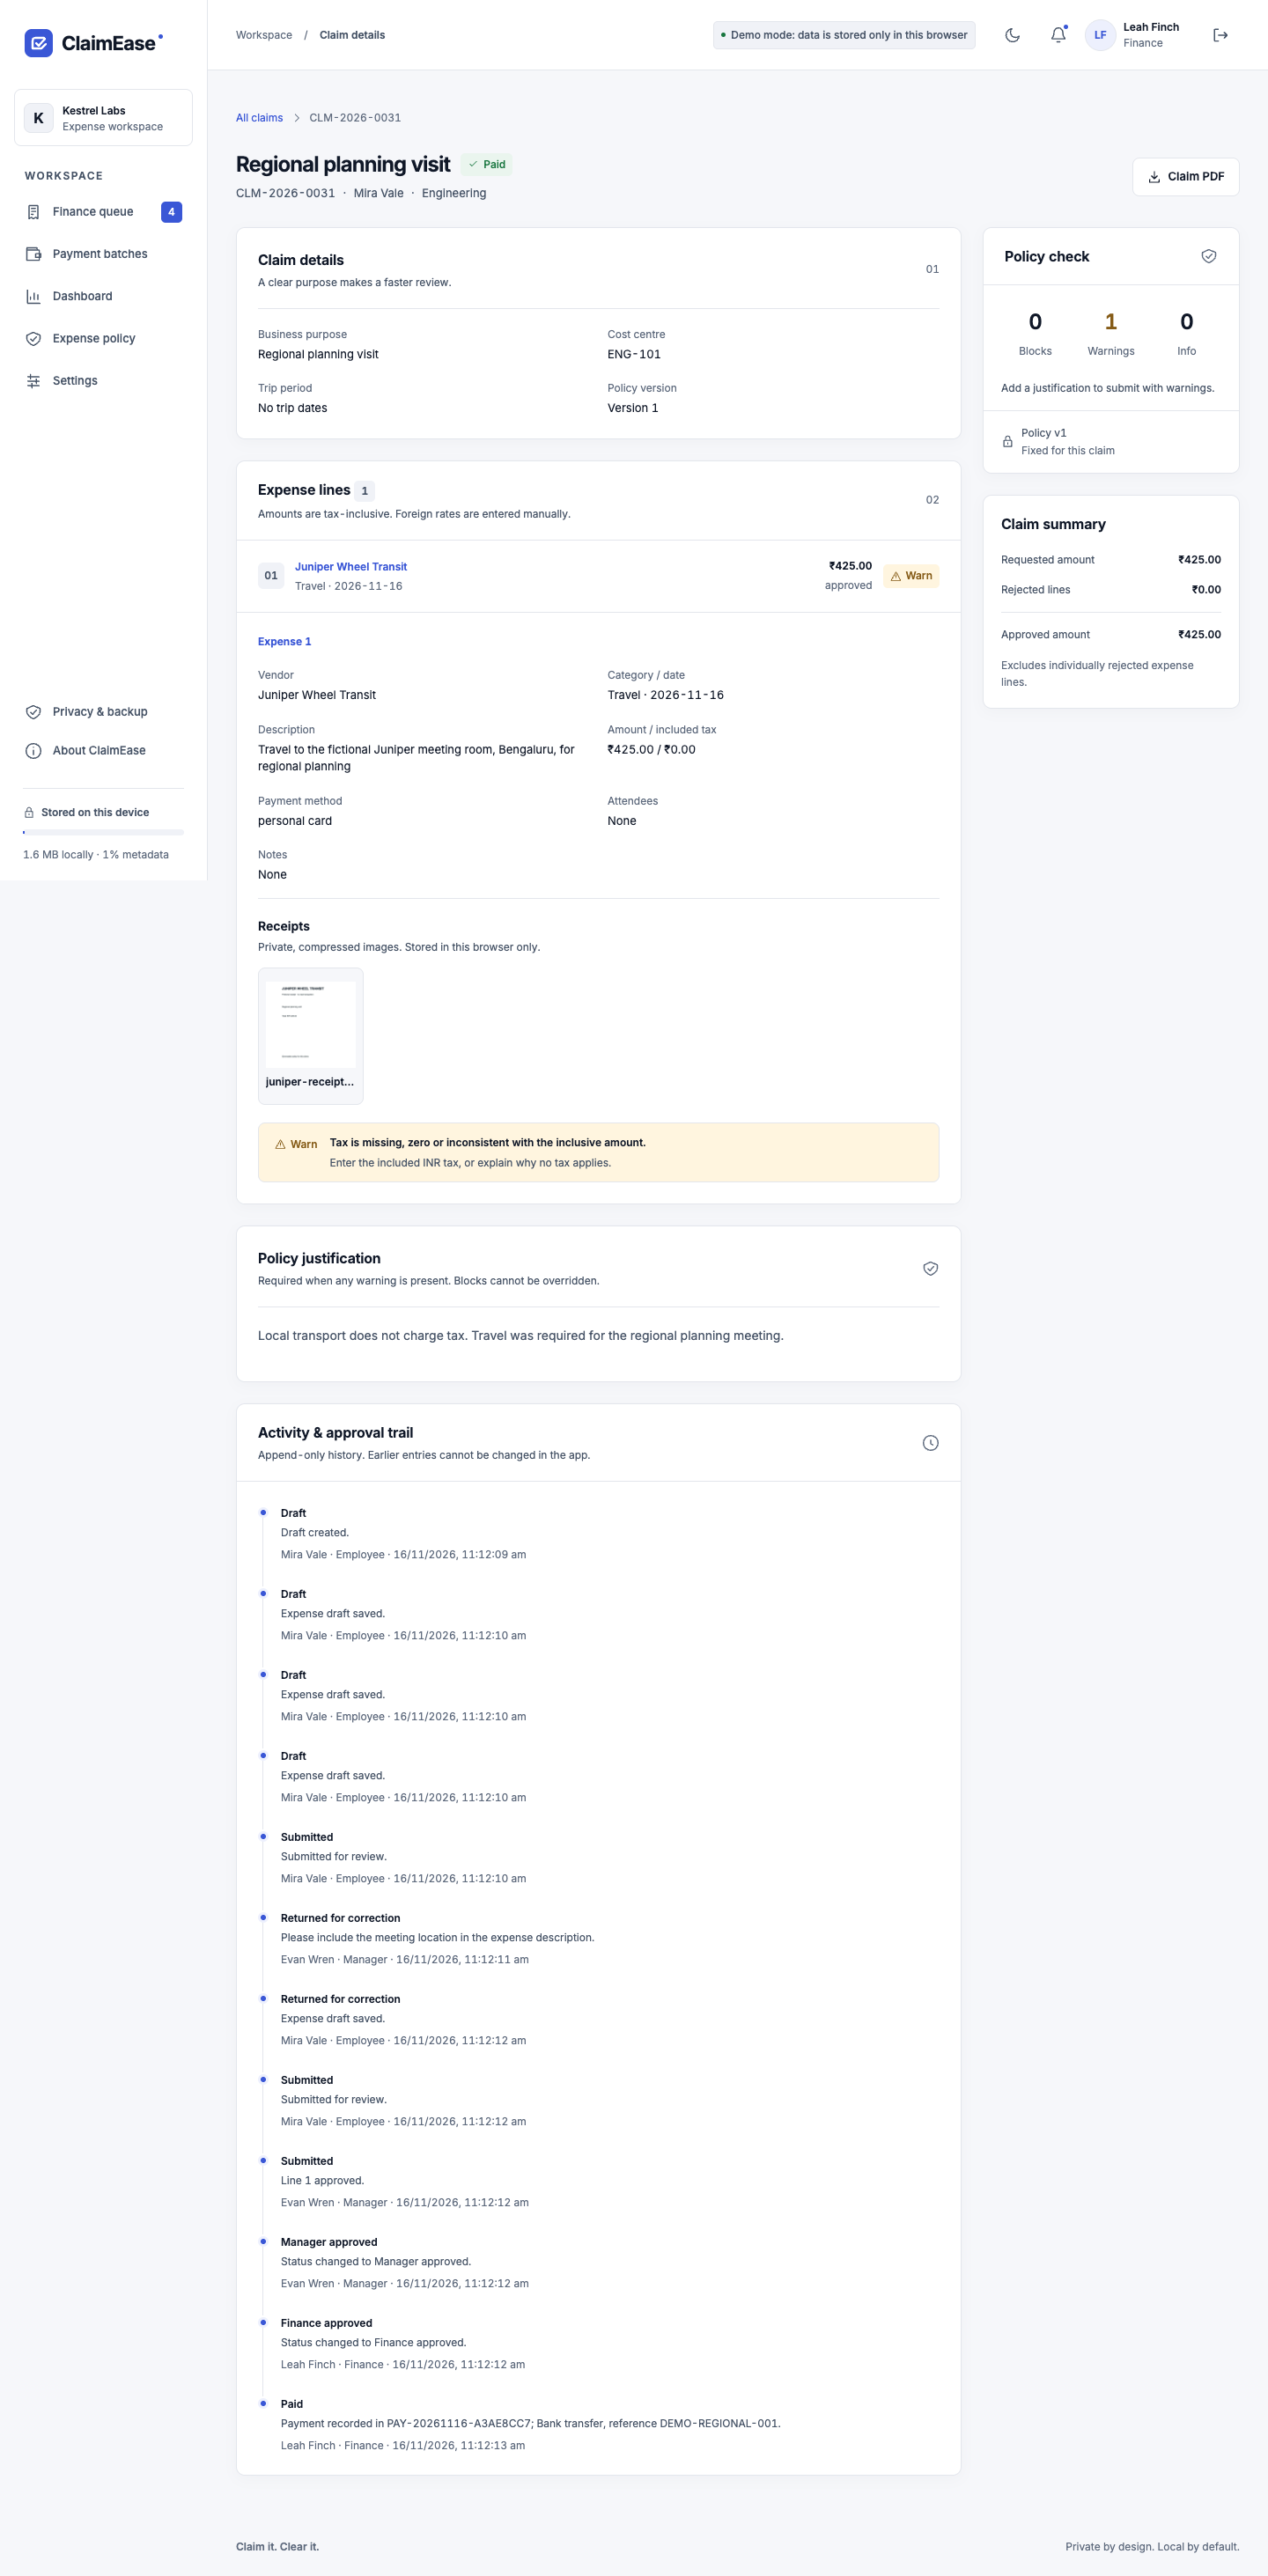 ClaimEase
K
Kestrel Labs
Expense workspace
WORKSPACE
Finance queue 4
Payment batches
Dashboard
Expense policy
Settings
Privacy & backup
About ClaimEase
Stored on this device
1.6 MB locally · 1% metadata
Workspace / Claim details
Demo mode: data is stored only in this browser
LF
Leah Finch
Finance
All claims > CLM-2026-0031
Regional planning visit Paid
CLM-2026-0031 · Mira Vale · Engineering
Claim PDF
Claim details
A clear purpose makes a faster review.
01
Business purpose
Regional planning visit
Cost centre
ENG-101
Trip period
No trip dates
Policy version
Version 1
Expense lines 1
Amounts are tax-inclusive. Foreign rates are entered manually.
02
01
Juniper Wheel Transit
Travel · 2026-11-16
₹425.00
approved
Warn
Expense 1
Vendor
Juniper Wheel Transit
Category / date
Travel · 2026-11-16
Description
Travel to the fictional Juniper meeting room, Bengaluru, for
regional planning
Amount / included tax
₹425.00 / ₹0.00
Payment method
personal card
Attendees
None
Notes
None
Receipts
Private, compressed images. Stored in this browser only.
JUNIPER WHEEL TRANSIT
juniper-receipt...
Warn
Tax is missing, zero or inconsistent with the inclusive amount.
Enter the included INR tax, or explain why no tax applies.
Policy justification
Required when any warning is present. Blocks cannot be overridden.
Local transport does not charge tax. Travel was required for the regional planning meeting.
Activity & approval trail
Append-only history. Earlier entries cannot be changed in the app.
Draft
Draft created.
Mira Vale · Employee · 16/11/2026, 11:12:09 am
Draft
Expense draft saved.
Mira Vale · Employee · 16/11/2026, 11:12:10 am
Draft
Expense draft saved.
Mira Vale · Employee · 16/11/2026, 11:12:10 am
Draft
Expense draft saved.
Mira Vale · Employee · 16/11/2026, 11:12:10 am
Submitted
Submitted for review.
Mira Vale · Employee · 16/11/2026, 11:12:10 am
Returned for correction
Please include the meeting location in the expense description.
Evan Wren · Manager · 16/11/2026, 11:12:11 am
Returned for correction
Expense draft saved.
Mira Vale · Employee · 16/11/2026, 11:12:12 am
Submitted
Submitted for review.
Mira Vale · Employee · 16/11/2026, 11:12:12 am
Submitted
Line 1 approved.
Evan Wren · Manager · 16/11/2026, 11:12:12 am
Manager approved
Status changed to Manager approved.
Evan Wren · Manager · 16/11/2026, 11:12:12 am
Finance approved
Status changed to Finance approved.
Leah Finch · Finance · 16/11/2026, 11:12:12 am
Paid
Payment recorded in PAY-20261116-A3AE8CC7; Bank transfer, reference DEMO-REGIONAL-001.
Leah Finch · Finance · 16/11/2026, 11:12:13 am
Policy check
0
Blocks
1
Warnings
0
Info
Add a justification to submit with warnings.
Policy v1
Fixed for this claim
Claim summary
Requested amount ₹425.00
Rejected lines ₹0.00
Approved amount ₹425.00
Excludes individually rejected expense
lines.
Claim it. Clear it.
Private by design. Local by default.